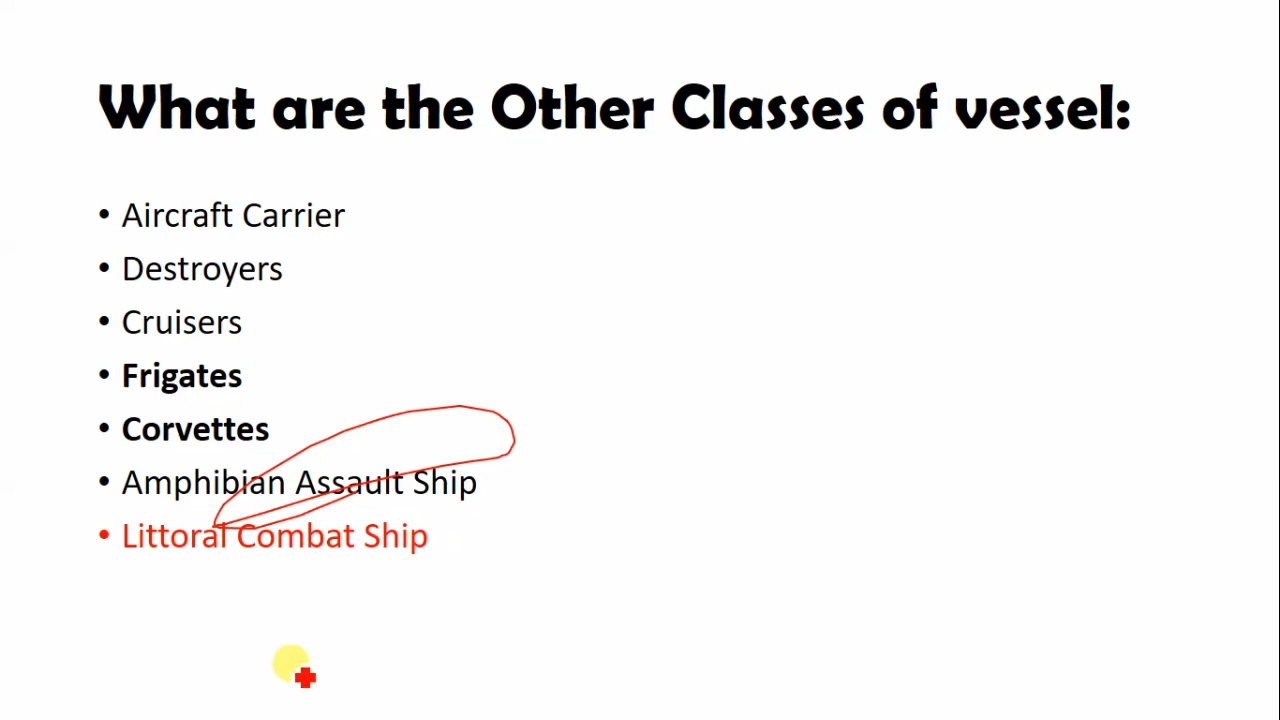 What are the Other Classes of vessel:
• Aircraft Carrier
• Destroyers
• Cruisers
• Frigates
• Corvettes
• Amphibian Assault Ship
• Littoral Combat Ship